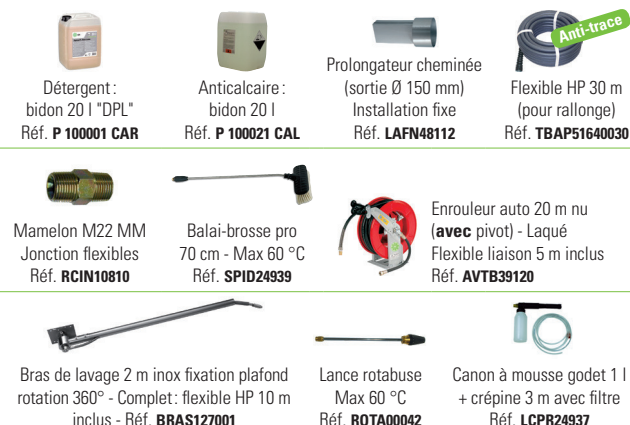 Détergent :
bidon 20 l "DPL"
Réf. P 100001 CAR
Anticalcaire :
bidon 20 l
Réf. P 100021 CAL
Prolongateur cheminée
(sortie Ø 150 mm)
Installation fixe
Réf. LAFN48112
Anti-trace
Flexible HP 30 m
(pour rallonge)
Réf. TBAP51640030
Mamelon M22 MM
Jonction flexibles
Réf. RCIN10810
Balai-brosse pro
70 cm - Max 60 °C
Réf. SPID24939
Enrouleur auto 20 m nu
(avec pivot) - Laqué
Flexible liaison 5 m inclus
Réf. AVTB39120
Bras de lavage 2 m inox fixation plafond
rotation 360° - Complet : flexible HP 10 m
inclus - Réf. BRAS127001
Lance rotabuse
Max 60 °C
Réf. ROTA00042
Canon à mousse godet 1 l
+ crépine 3 m avec filtre
Réf. LCPR24937